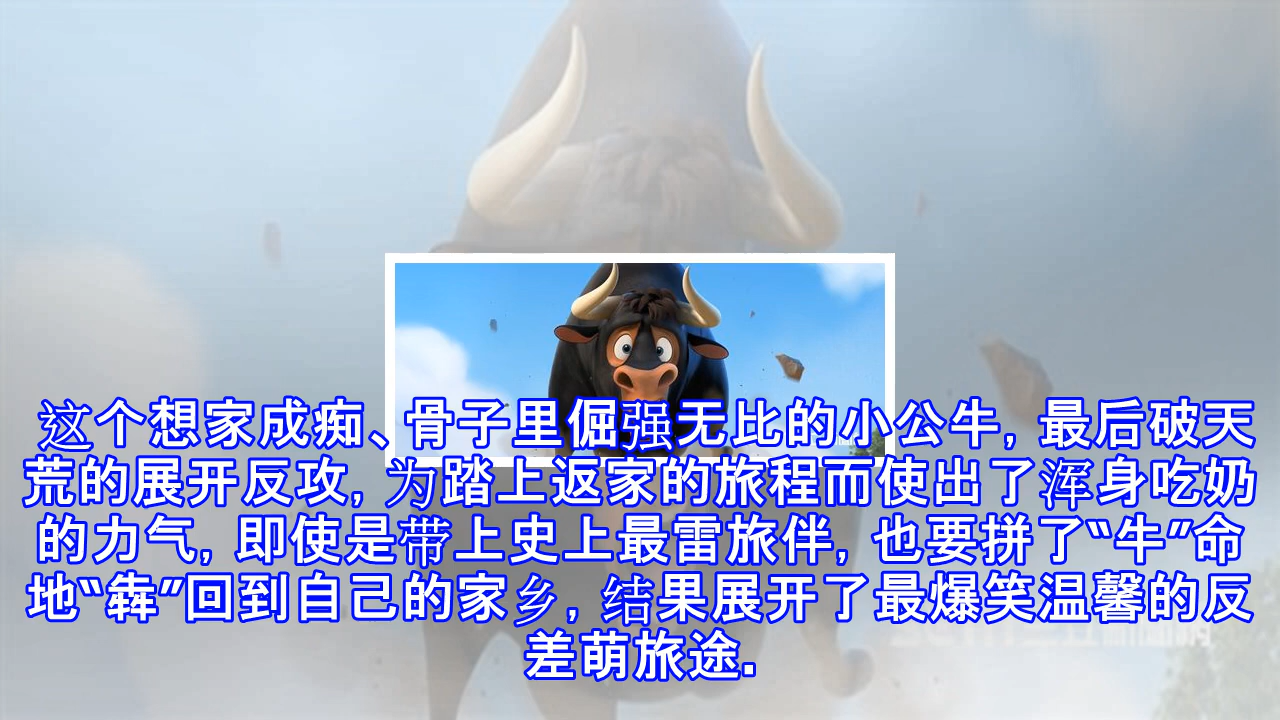 这个想家成痴、骨子里倔强无比的小公牛, 最后破天
荒的展开反攻, 为踏上返家的旅程而使出了浑身吃奶
的力气, 即使是带上史上最雷旅伴, 也要拼了“牛”命
地“犇”回到自己的家乡, 结果展开了最爆笑温馨的反
差萌旅途.